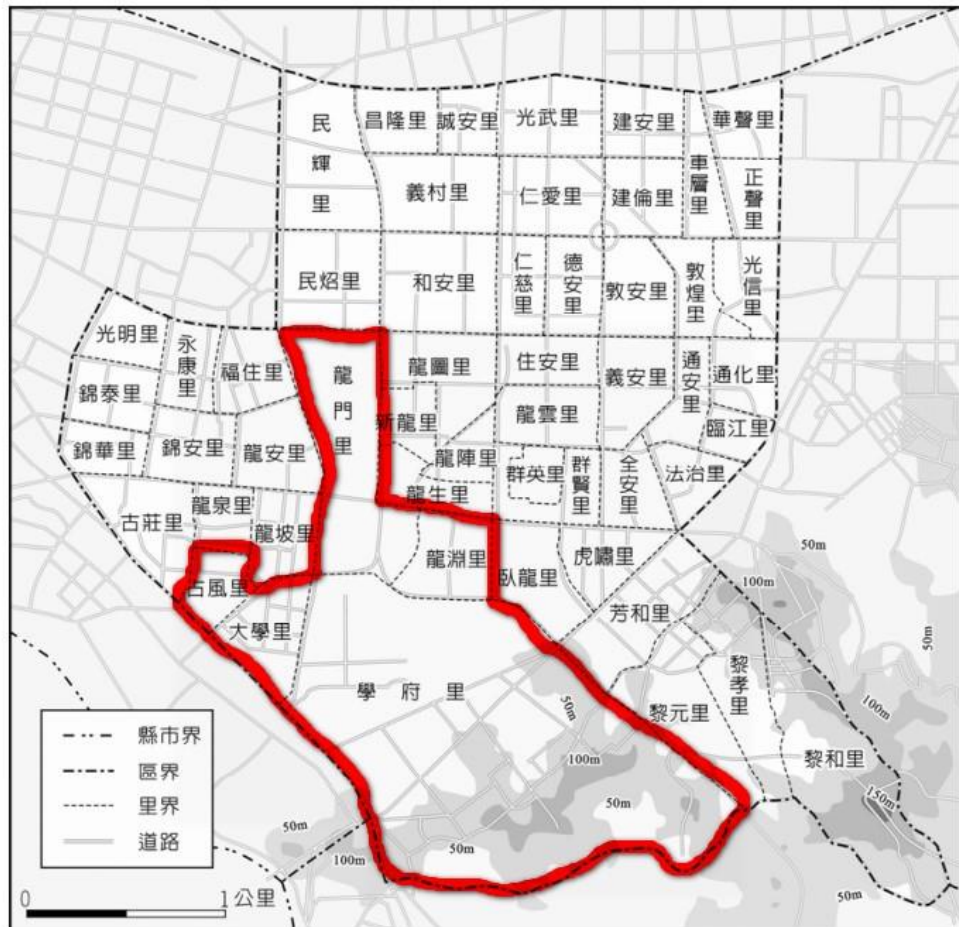 民輝里
昌隆里
誠安里
光武里
建安里
車層里
華聲里
義村里
仁愛里
建倫里
正聲里
民炤里
和安里
仁慈里
德安里
敦安里
敦煌里
光信里
光明里
永康里
福住里
龍門里
龍圖里
住安里
義安里
通安里
通化里
錦泰里
新龍里
龍雲里
臨江里
錦華里
錦安里
龍安里
龍陣里
群英里
群賢里
全安里
法治里
古莊里
龍泉里
龍坡里
龍生里
龍淵里
臥龍里
虎嘯里
50m
古風里
大學里
芳和里
100m
50m
學府里
黎元里
黎孝里
50m
100m
100m
黎和里
縣市界
區界
里界
道路
50m
150m
50m
50m
100m
50m
0
1公里